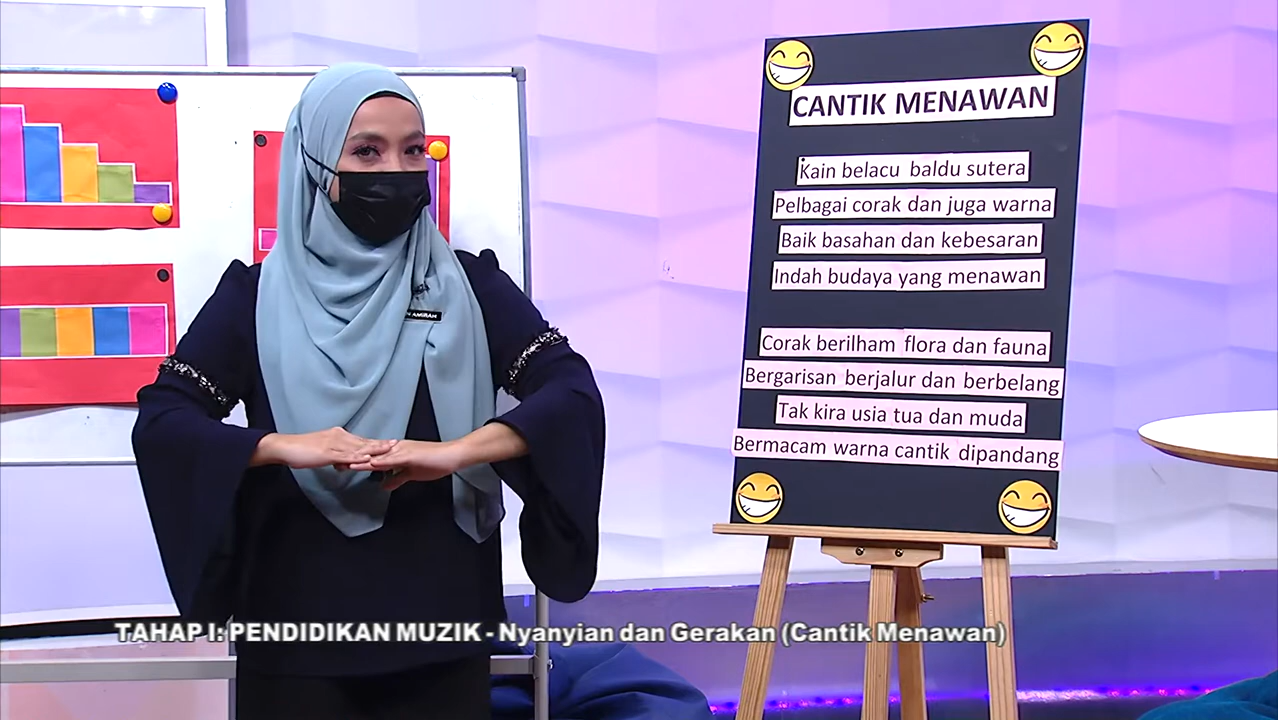 CANTIK MENAWAN
Kain belacu baldu sutera
Pelbagai corak dan juga warna
Baik basahan dan kebesaran
Indah budaya yang menawan
Corak berilham flora dan fauna
Bergarisan berjalur dan berbelang
Tak kira usia tua dan muda
Bermacam warna cantik dipandang
AMIRAH
TAHAP I: PENDIDIKAN MUZIK - Nyanyian dan Gerakan (Cantik Menawan)